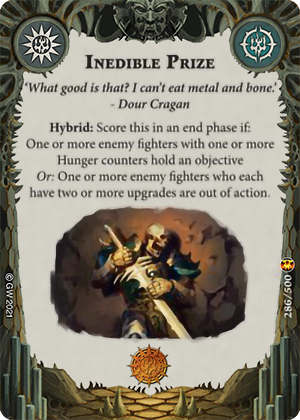 INEDIBLE PRIZE
'What good is that? I can't eat metal and bone.'
- Dour Cragan
Hybrid: Score this in an end phase if:
One or more enemy fighters with one or more
Hunger counters hold an objective
Or: One or more enemy fighters who each
have two or more upgrades are out of action.
© GW 2021
286/500